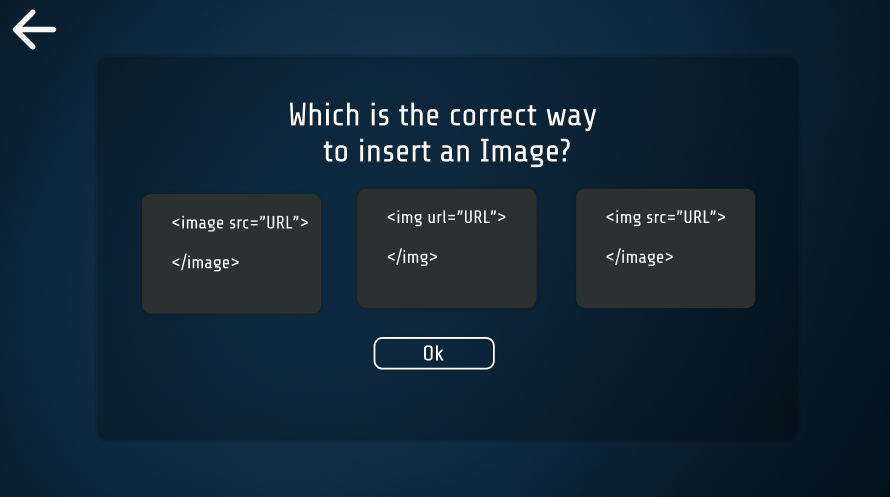 Which is the correct way
to insert an Image?
<image src="URL">
</image>
<img url="URL">
</img>
<img src="URL">
</image>
Ok